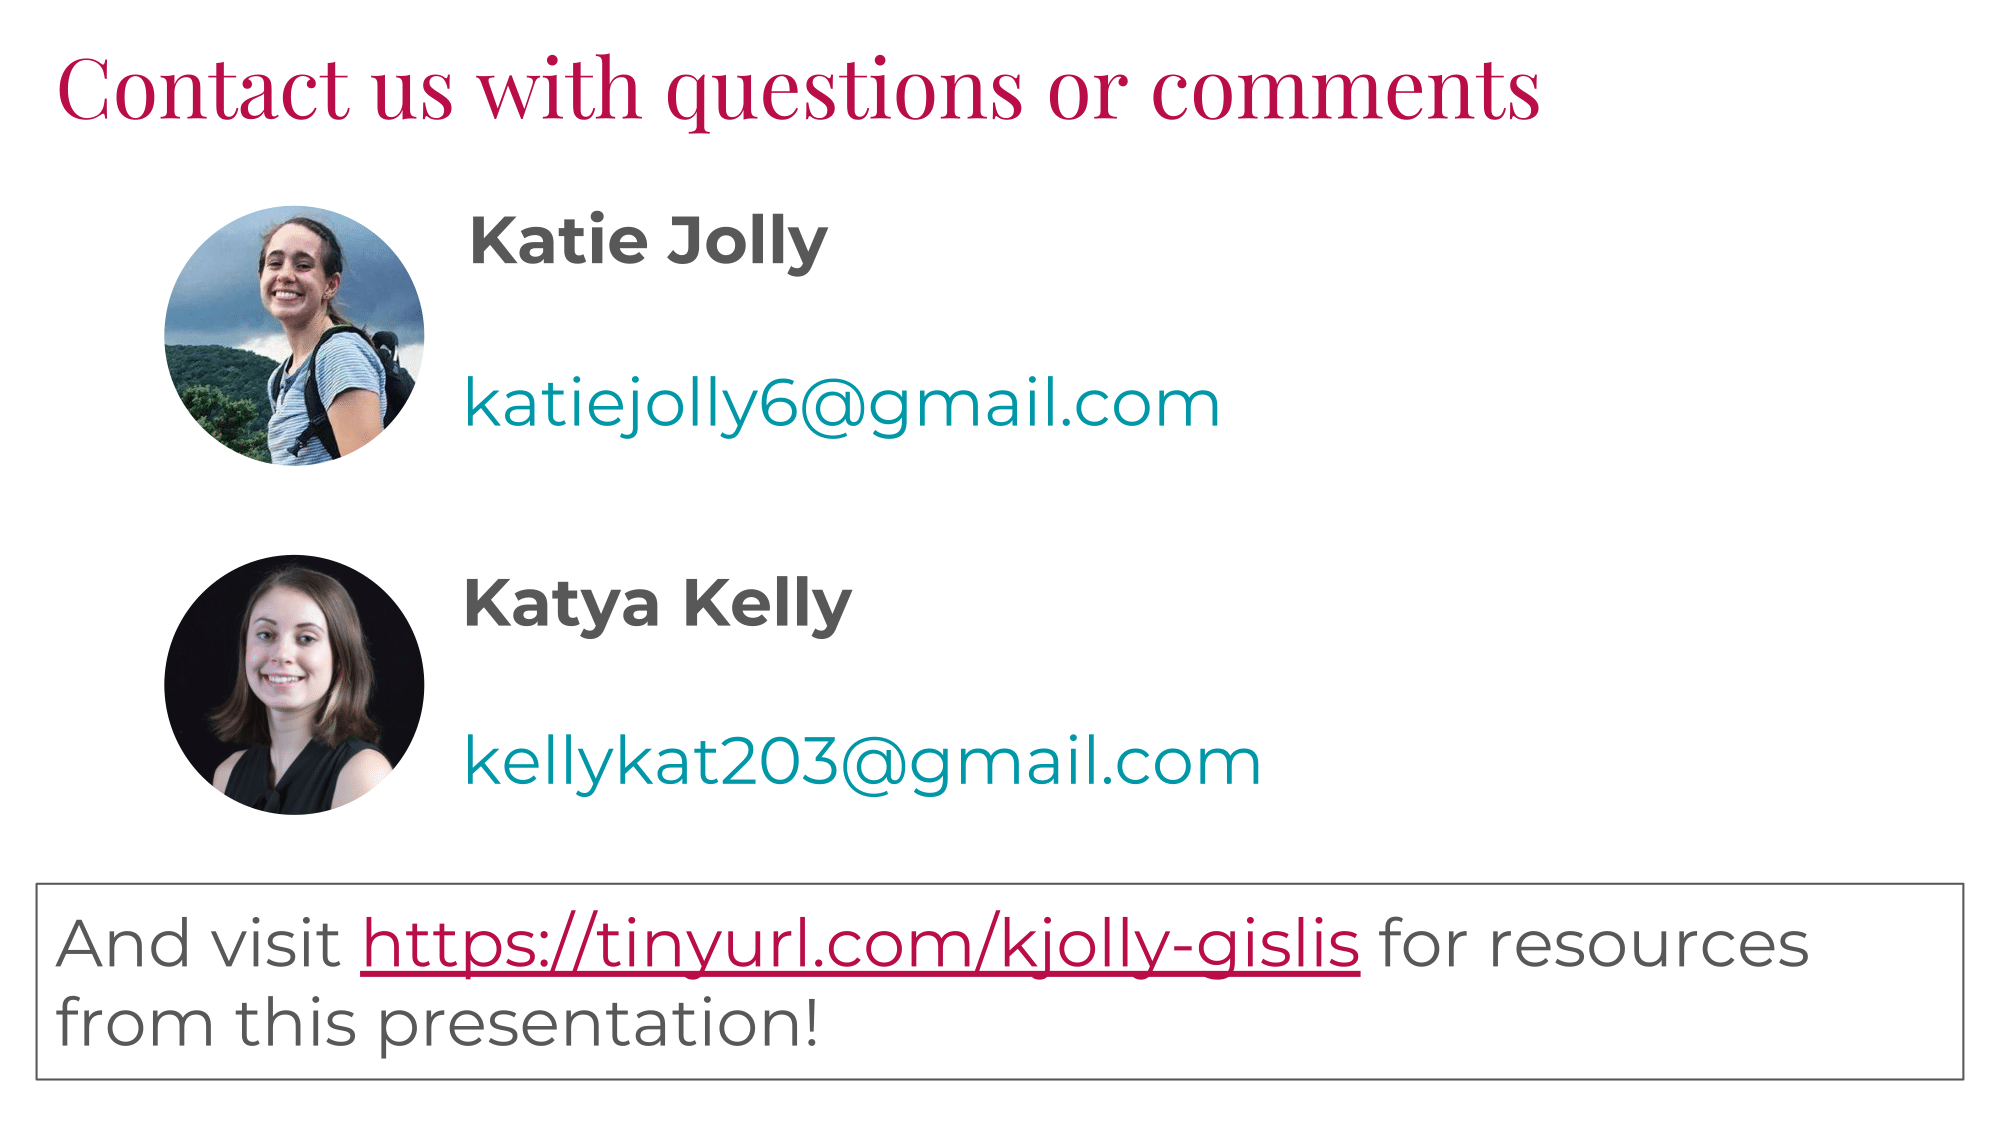 Contact us with questions or comments
Katie Jolly
katiejolly6@gmail.com
Katya Kelly
kellykat203@gmail.com
And visit https://tinyurl.com/kjolly-gislis for resources
from this presentation!